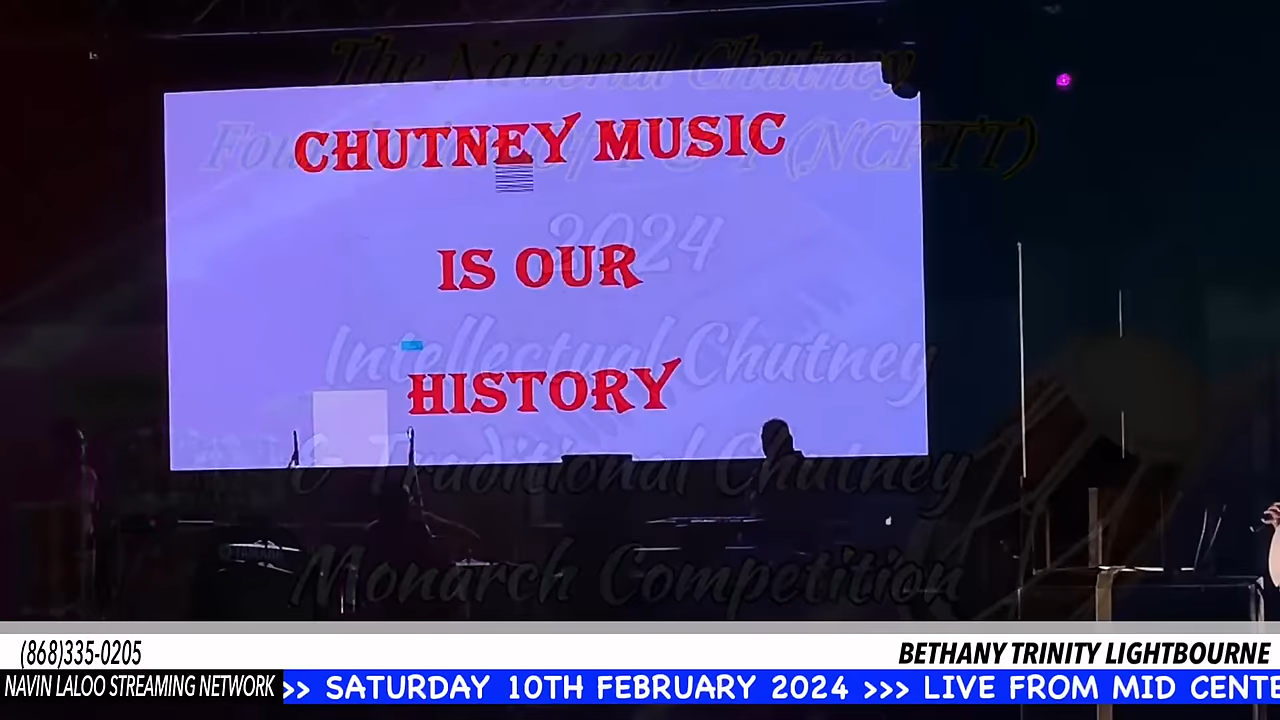 The National Chutney
Foundation of T & T (NCFTT)
2024
Intellectual Chutney
& Traditional Chutney
Monarch Competition
CHUTNEY MUSIC
IS OUR
HISTORY
(868)335-0205
BETHANY TRINITY LIGHTBOURNE
NAVIN LALOO STREAMING NETWORK
>> SATURDAY 10TH FEBRUARY 2024 >>> LIVE FROM MID CENTE